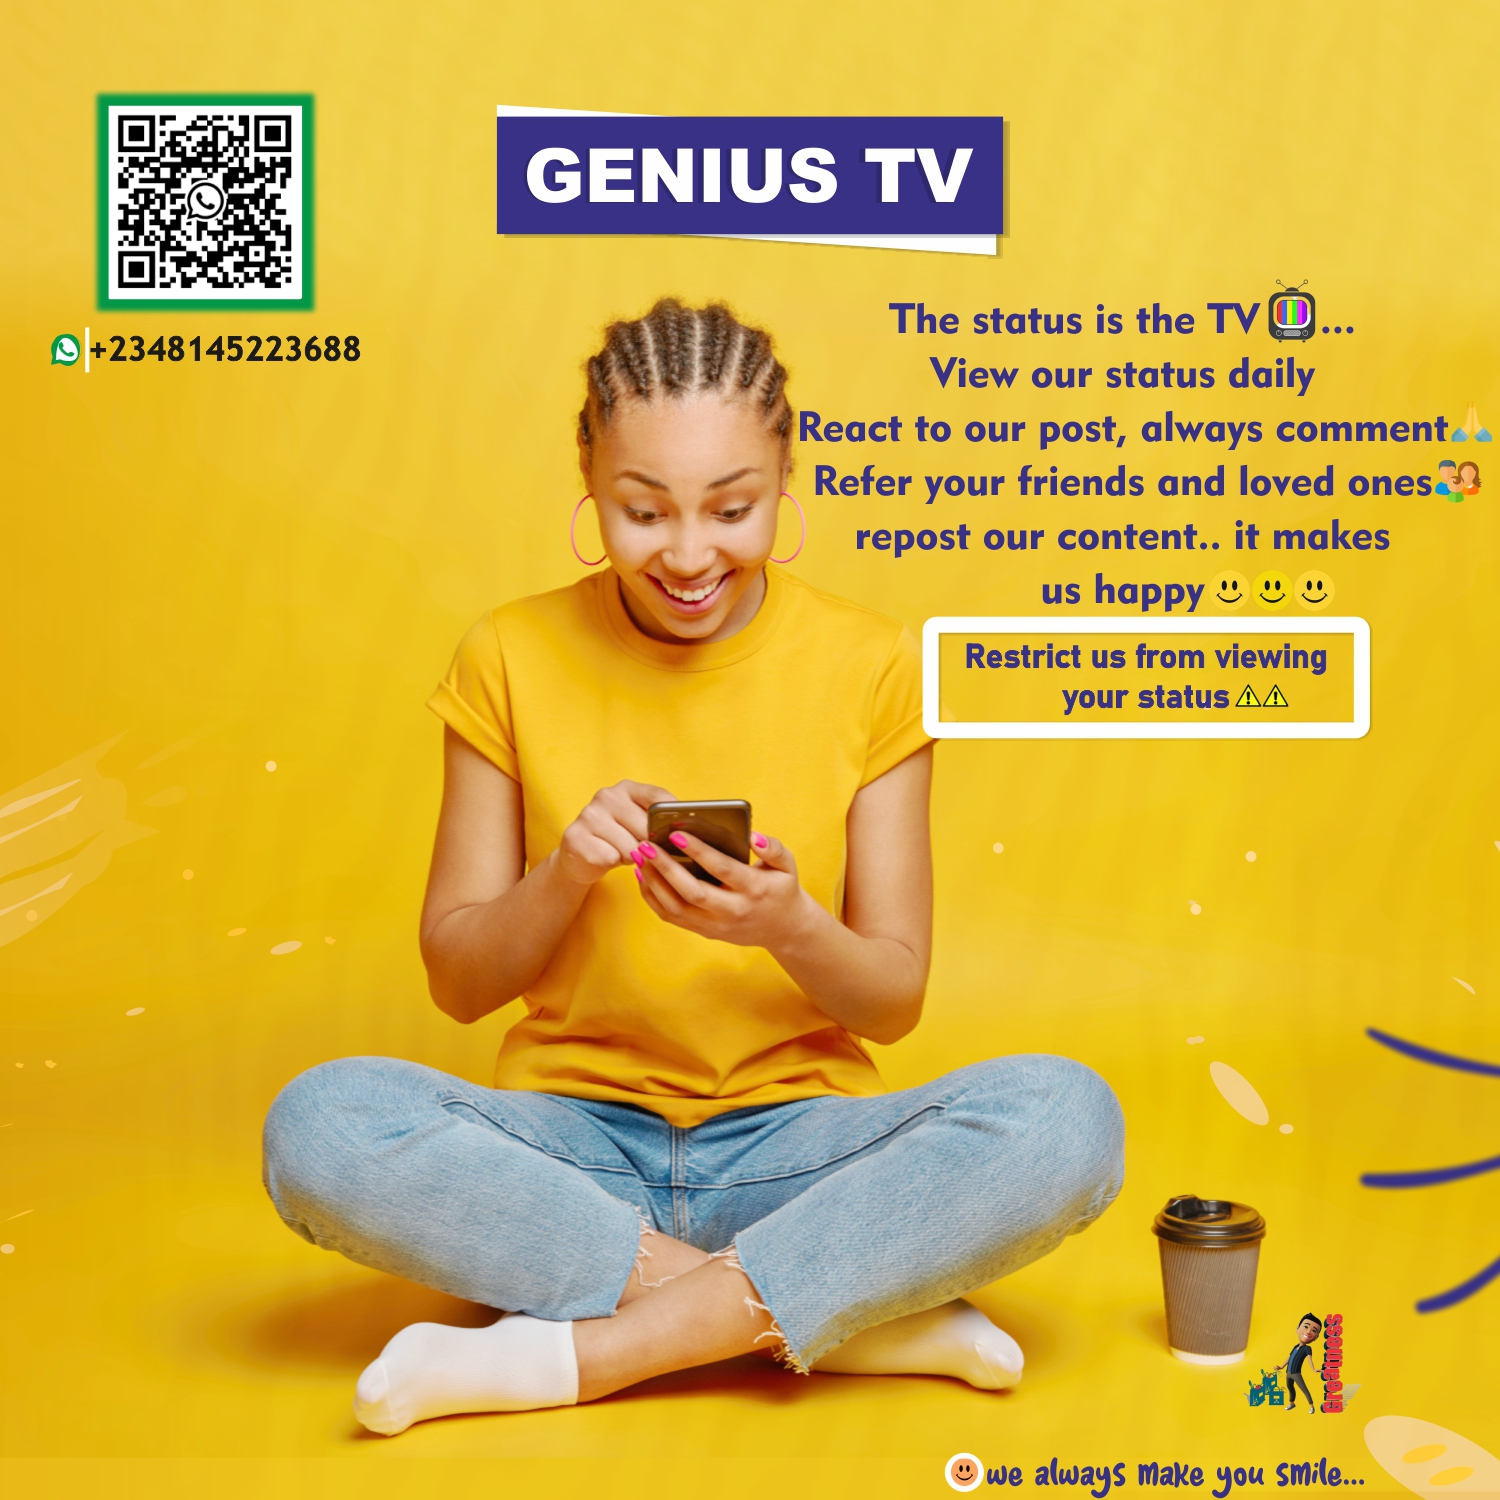 GENIUS TV
+2348145223688
The status is the TV📺...
View our status daily
React to our post, always comment🙏
Refer your friends and loved ones👨‍👩‍👦
repost our content.. it makes
us happy🙂🙂🙂
Restrict us from viewing
your status⚠⚠
Greatness
we always make you smile...